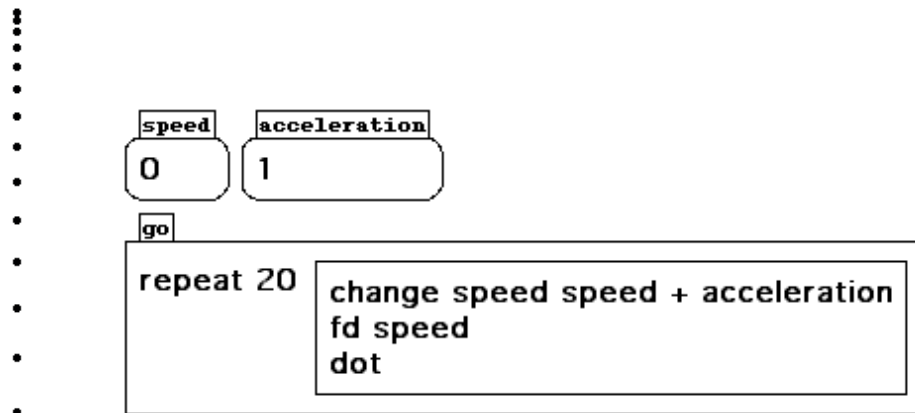 speed acceleration
0 1
go
repeat 20
change speed speed + acceleration
fd speed
dot